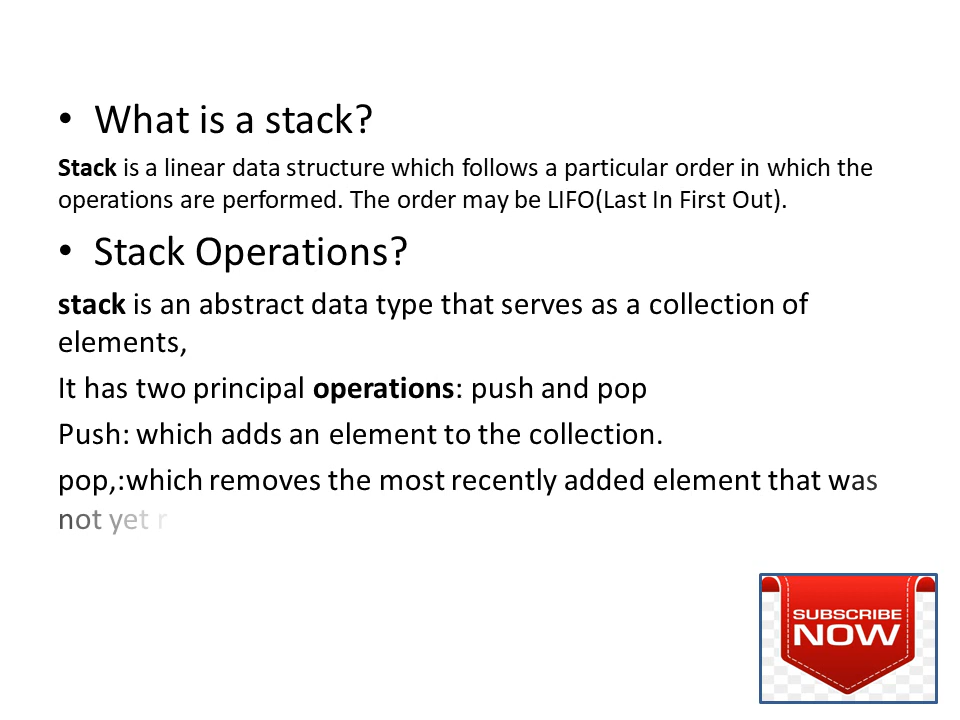 • What is a stack?
Stack is a linear data structure which follows a particular order in which the
operations are performed. The order may be LIFO(Last In First Out).
• Stack Operations?
stack is an abstract data type that serves as a collection of
elements,
It has two principal operations: push and pop
Push: which adds an element to the collection.
pop,:which removes the most recently added element that was
not yet r
SUBSCRIBE
NOW